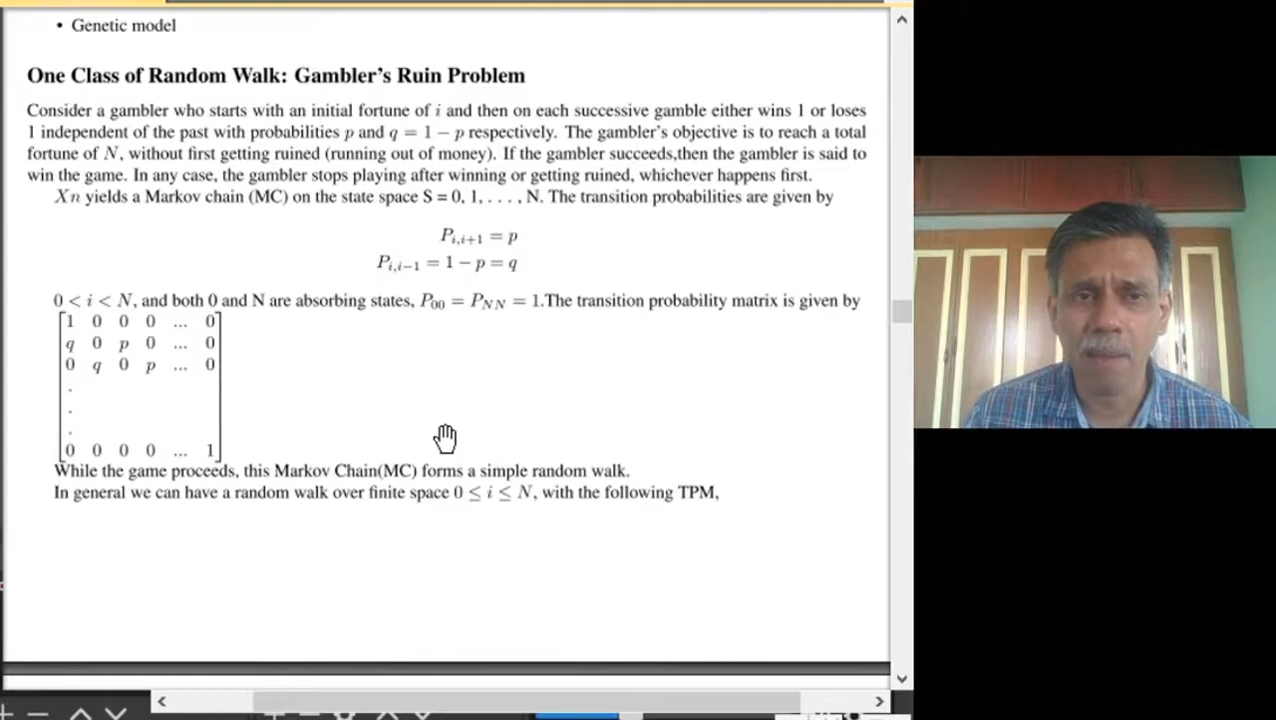 • Genetic model
One Class of Random Walk: Gambler's Ruin Problem
Consider a gambler who starts with an initial fortune of i and then on each successive gamble either wins 1 or loses
1 independent of the past with probabilities p and q = 1 − p respectively. The gambler's objective is to reach a total
fortune of N, without first getting ruined (running out of money). If the gambler succeeds,then the gambler is said to
win the game. In any case, the gambler stops playing after winning or getting ruined, whichever happens first.
Xn yields a Markov chain (MC) on the state space S = 0, 1, . . . , N. The transition probabilities are given by
P_{i,i+1} = p
P_{i,i−1} = 1 − p = q
0 < i < N, and both 0 and N are absorbing states, P_{00} = P_{NN} = 1.The transition probability matrix is given by
1 0 0 0 ... 0
q 0 p 0 ... 0
0 q 0 p ... 0
.
.
.
0 0 0 0 ... 1
While the game proceeds, this Markov Chain(MC) forms a simple random walk.
In general we can have a random walk over finite space 0 ≤ i ≤ N, with the following TPM,